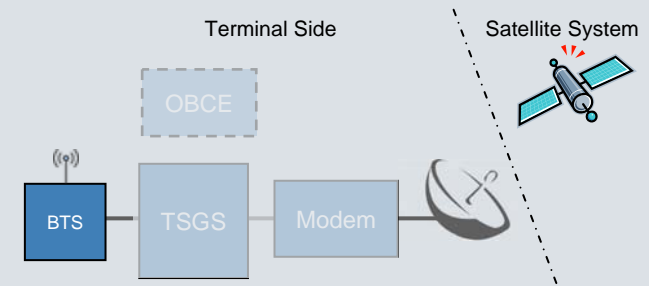 Terminal Side
Satellite System
OBCE
BTS
TSGS
Modem